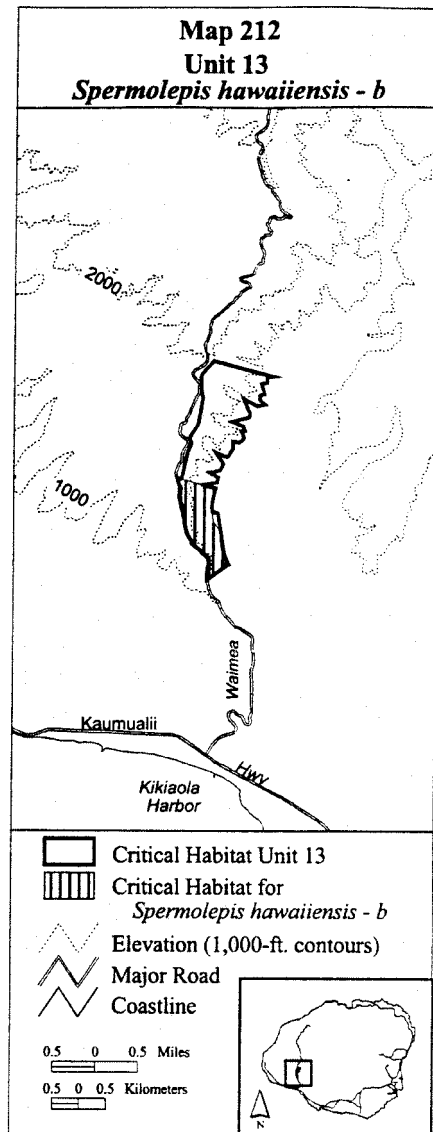 Map 212
Unit 13
Spermolepis hawaiiensis - b
2000
1000
Waimea
Kaumualii
Hwy
Kikiaola
Harbor
Critical Habitat Unit 13
Critical Habitat for
Spermolepis hawaiiensis - b
Elevation (1,000-ft. contours)
Major Road
Coastline
0.5 0 0.5 Miles
0.5 0 0.5 Kilometers
N